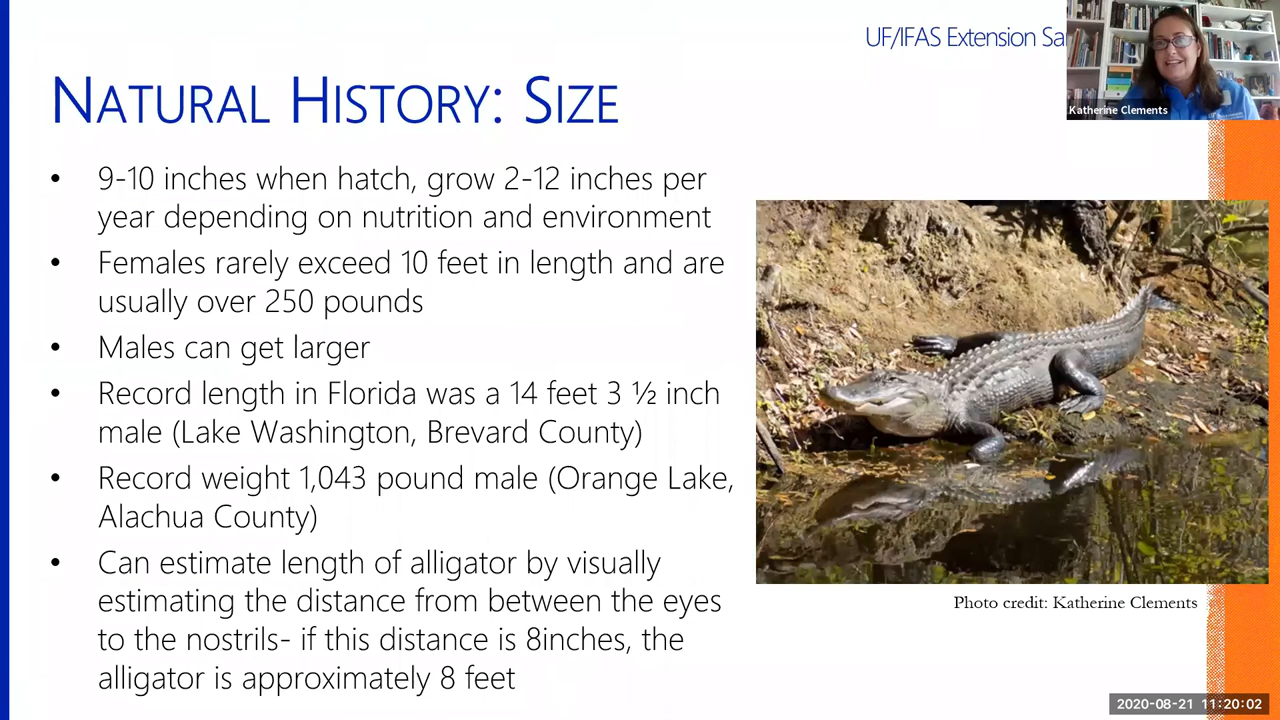 UF/IFAS Extension
Katherine Clements
NATURAL HISTORY: SIZE
• 9-10 inches when hatch, grow 2-12 inches per
year depending on nutrition and environment
• Females rarely exceed 10 feet in length and are
usually over 250 pounds
• Males can get larger
• Record length in Florida was a 14 feet 3 ½ inch
male (Lake Washington, Brevard County)
• Record weight 1,043 pound male (Orange Lake,
Alachua County)
• Can estimate length of alligator by visually
estimating the distance from between the eyes
to the nostrils- if this distance is 8inches, the
alligator is approximately 8 feet
Photo credit: Katherine Clements
2020-08-21 11:20:02